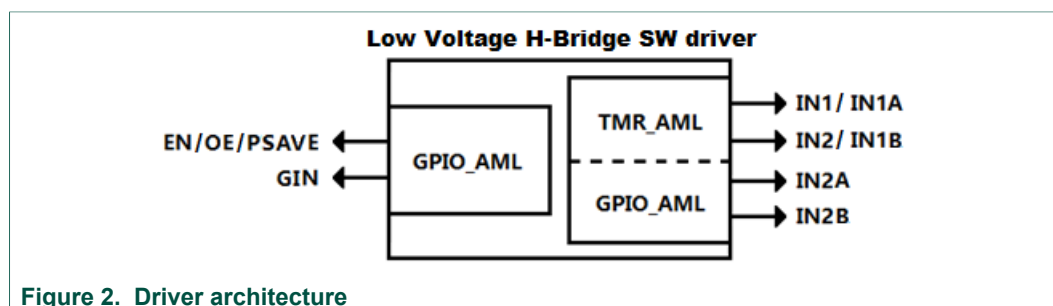 Low Voltage H-Bridge SW driver
EN/OE/PSAVE
GIN
GPIO_AML
TMR_AML
GPIO_AML
IN1/ IN1A
IN2/ IN1B
IN2A
IN2B
Figure 2. Driver architecture